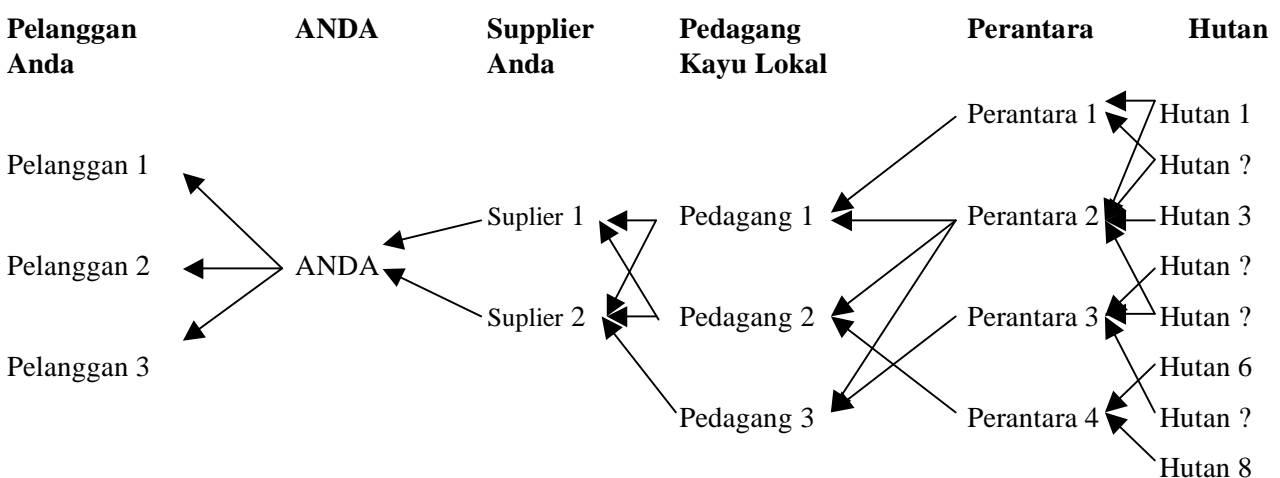 Pelanggan Anda
ANDA
Supplier Anda
Pedagang Kayu Lokal
Perantara
Hutan
Pelanggan 1
Pelanggan 2
Pelanggan 3
ANDA
Suplier 1
Suplier 2
Pedagang 1
Pedagang 2
Pedagang 3
Perantara 1
Perantara 2
Perantara 3
Perantara 4
Hutan 1
Hutan ?
Hutan 3
Hutan ?
Hutan ?
Hutan 6
Hutan ?
Hutan 8